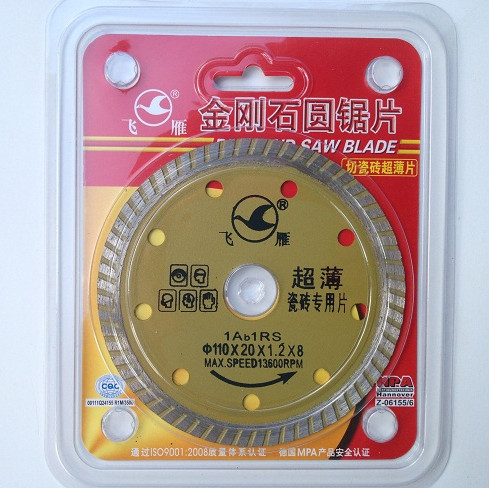 飞 雁 ®
金刚石圆锯片
SAW BLADE
切瓷砖超薄片
®
飞 雁
超薄
瓷砖专用片
1Ab1RS
Φ110X20X1.2X8
MAX.SPEED13600RPM
CQC
MPA
Hannover
Z-06155/6
通过ISO9001:2008质量体系认证 德国MPA产品安全认证